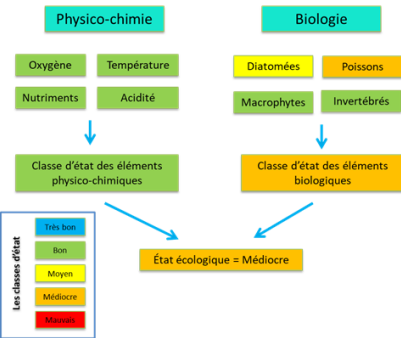 Physico-chimie
Biologie
Oxygène
Température
Nutriments
Acidité
Diatomées
Poissons
Macrophytes
Invertébrés
Classe d'état des éléments
physico-chimiques
Classe d'état des éléments
biologiques
État écologique = Médiocre
Les classes d'état
Très bon
Bon
Moyen
Médiocre
Mauvais